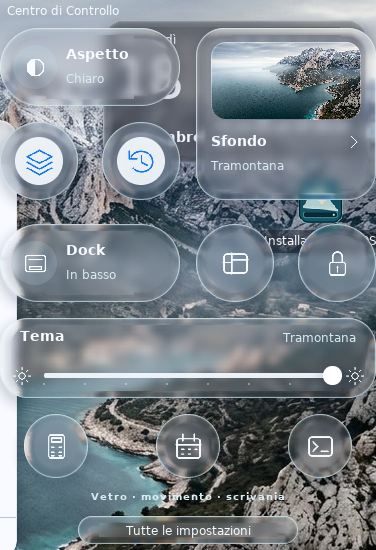 Centro di Controllo
Aspetto
Chiaro
Sfondo
Tramontana
Dock
In basso
Installa
Tema
Tramontana
Vetro · movimento · scrivania
Tutte le impostazioni